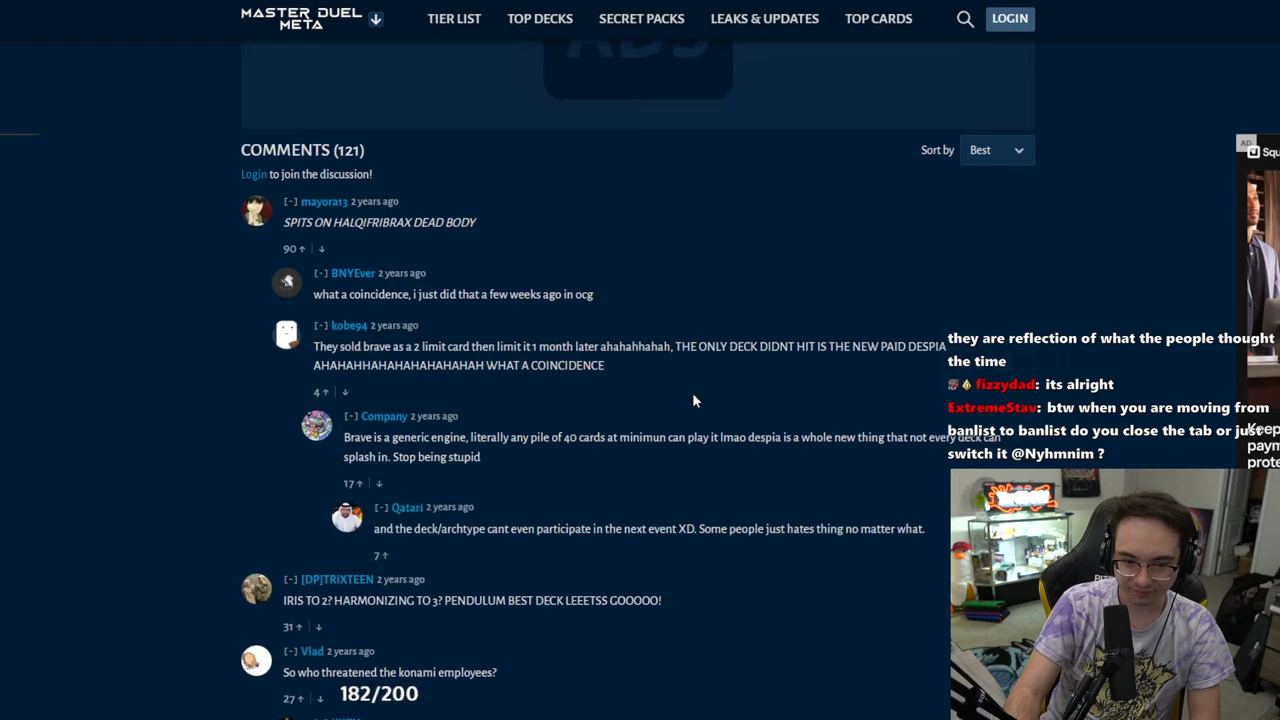 MASTER DUEL
META
TIER LIST
TOP DECKS
SECRET PACKS
LEAKS & UPDATES
TOP CARDS
LOGIN
ADS
COMMENTS (121)
Sort by
Best
Login to join the discussion!
AD
Squ
[-] mayora13 2 years ago
SPITS ON HALQIFRIBRAX DEAD BODY
90
[-] BNYEver 2 years ago
what a coincidence, i just did that a few weeks ago in ocg
[-] kobe94 2 years ago
They sold brave as a 2 limit card then limit it 1 month later ahahahhahah, THE ONLY DECK DIDNT HIT IS THE NEW PAID DESPIA
AHAHAHHAHAHAHAHAHAH WHAT A COINCIDENCE
4
[-] Company 2 years ago
Brave is a generic engine, literally any pile of 40 cards at minimun can play it lmao despia is a whole new thing that not every deck can
splash in. Stop being stupid
17
[-] Qatari 2 years ago
and the deck/archtype cant even participate in the next event XD. Some people just hates thing no matter what.
7
[-] [DP]TRiXTEEN 2 years ago
IRIS TO 2? HARMONIZING TO 3? PENDULUM BEST DECK LEEETSS GOOOOO!
31
[-] Vlad 2 years ago
So who threatened the konami employees?
27
182/200
they are reflection of what the people thought
the time
fizzydad: its alright
ExtremeStav: btw when you are moving from
banlist to banlist do you close the tab or just
switch it @Nyhmnim ?
Keep
paym
prote